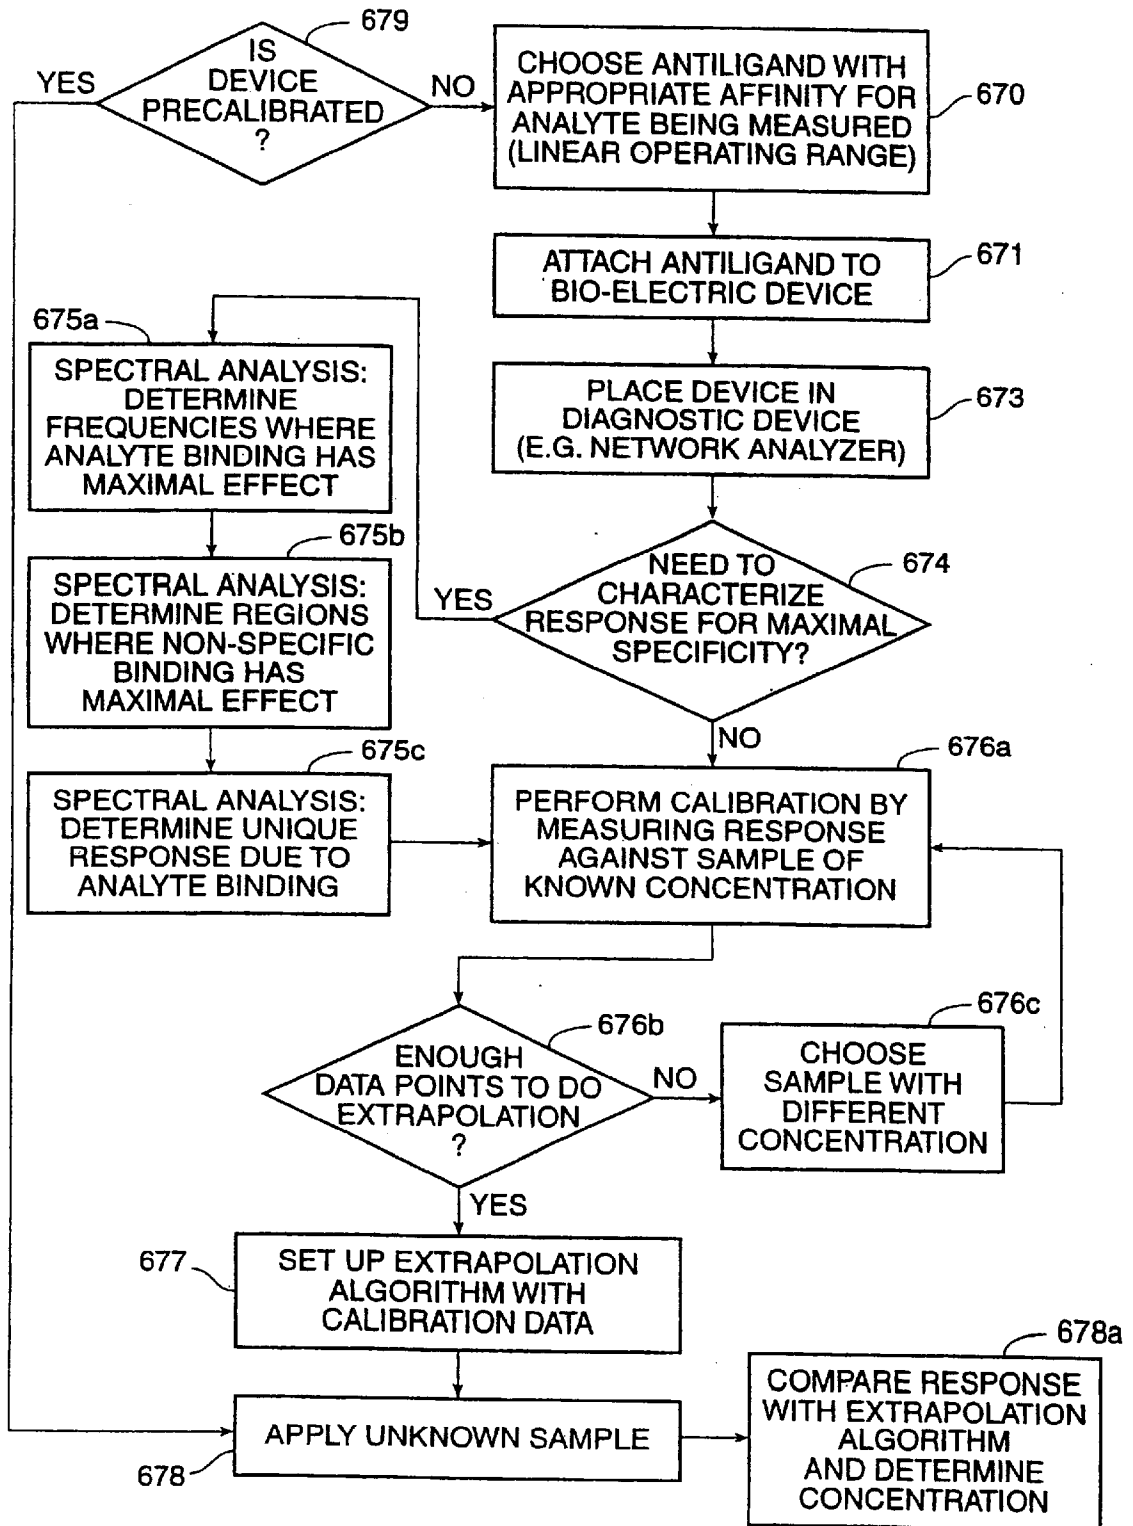 679
IS
DEVICE
PRECALIBRATED
?
YES
NO
CHOOSE ANTILIGAND WITH
APPROPRIATE AFFINITY FOR
ANALYTE BEING MEASURED
(LINEAR OPERATING RANGE)
670
ATTACH ANTILIGAND TO
BIO-ELECTRIC DEVICE
671
PLACE DEVICE IN
DIAGNOSTIC DEVICE
(E.G. NETWORK ANALYZER)
673
NEED TO
CHARACTERIZE
RESPONSE FOR MAXIMAL
SPECIFICITY?
674
YES
NO
675a
SPECTRAL ANALYSIS:
DETERMINE
FREQUENCIES WHERE
ANALYTE BINDING HAS
MAXIMAL EFFECT
675b
SPECTRAL ANALYSIS:
DETERMINE REGIONS
WHERE NON-SPECIFIC
BINDING HAS
MAXIMAL EFFECT
675c
SPECTRAL ANALYSIS:
DETERMINE UNIQUE
RESPONSE DUE TO
ANALYTE BINDING
676a
PERFORM CALIBRATION BY
MEASURING RESPONSE
AGAINST SAMPLE OF
KNOWN CONCENTRATION
676b
ENOUGH
DATA POINTS TO DO
EXTRAPOLATION
?
NO
YES
676c
CHOOSE
SAMPLE WITH
DIFFERENT
CONCENTRATION
677
SET UP EXTRAPOLATION
ALGORITHM WITH
CALIBRATION DATA
APPLY UNKNOWN SAMPLE
678
678a
COMPARE RESPONSE
WITH EXTRAPOLATION
ALGORITHM
AND DETERMINE
CONCENTRATION